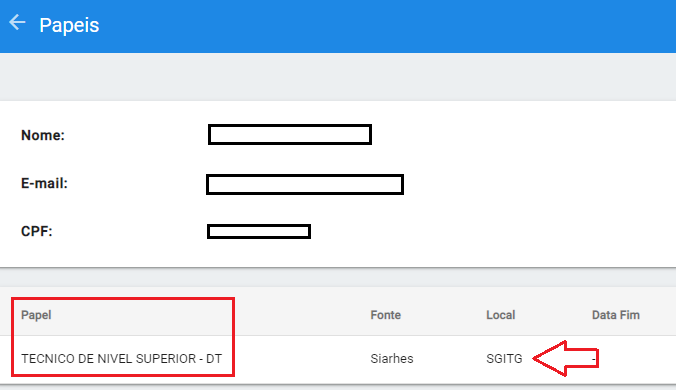 Papeis
Nome:
E-mail:
CPF:
Papel Fonte Local Data Fim
TECNICO DE NIVEL SUPERIOR - DT Siarhes SGITG -